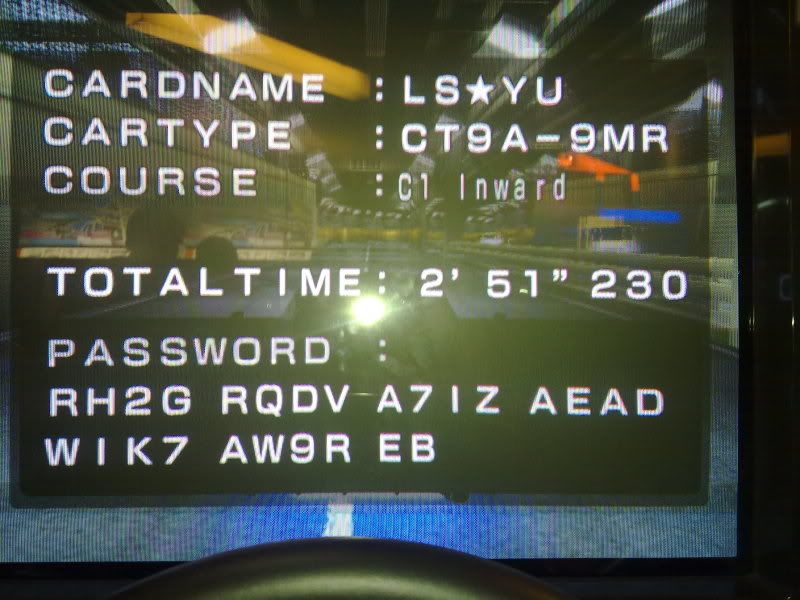 CARDNAME : LS★YU
CARTYPE : CT9A-9MR
COURSE : C1 Inward
TOTALTIME: 2' 51" 230
PASSWORD :
RH2G RQDV A7IZ AEAD
WIK7 AW9R EB